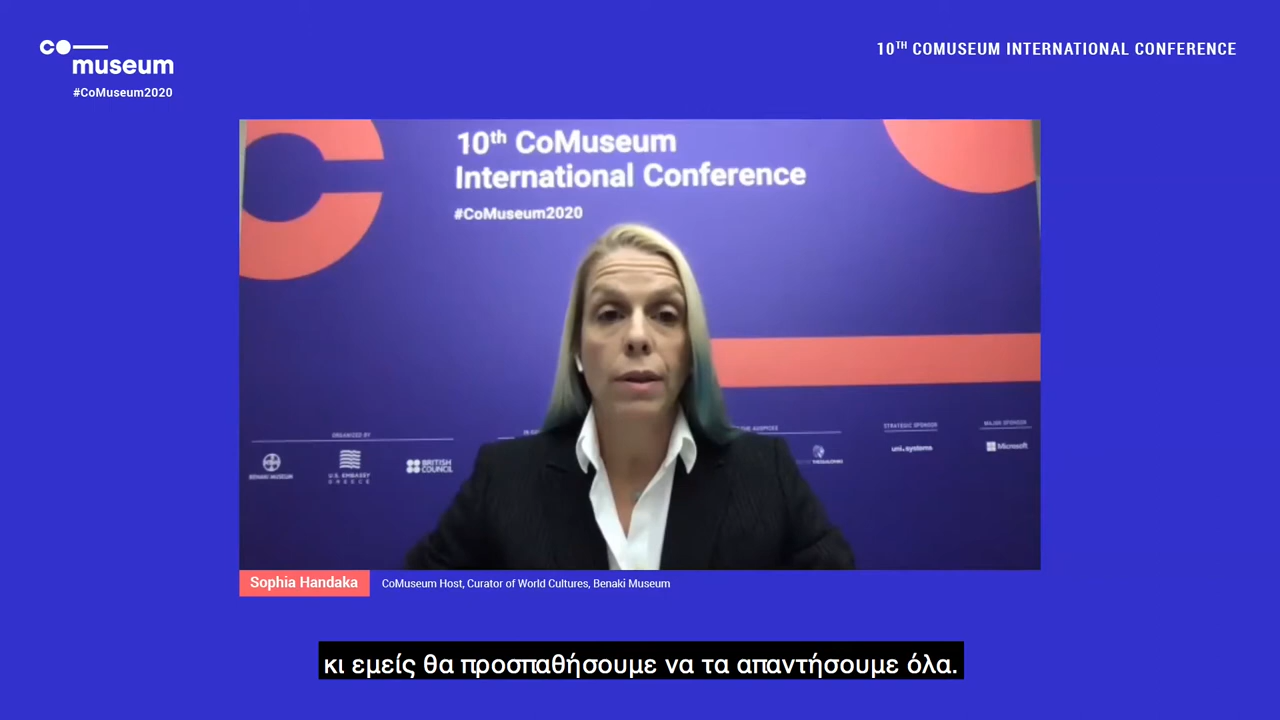 co
museum
#CoMuseum2020
10TH COMUSEUM INTERNATIONAL CONFERENCE
10th CoMuseum
International Conference
#CoMuseum2020
ORGANIZED BY
BENAKI MUSEUM
U.S. EMBASSY
GREECE
BRITISH
COUNCIL
AUSPICES
THESSALONIKI
STRATEGIC SPONSOR
uni.systems
MAJOR SPONSOR
Microsoft
Sophia Handaka
CoMuseum Host, Curator of World Cultures, Benaki Museum
κι εμείς θα προσπαθήσουμε να τα απαντήσουμε όλα.